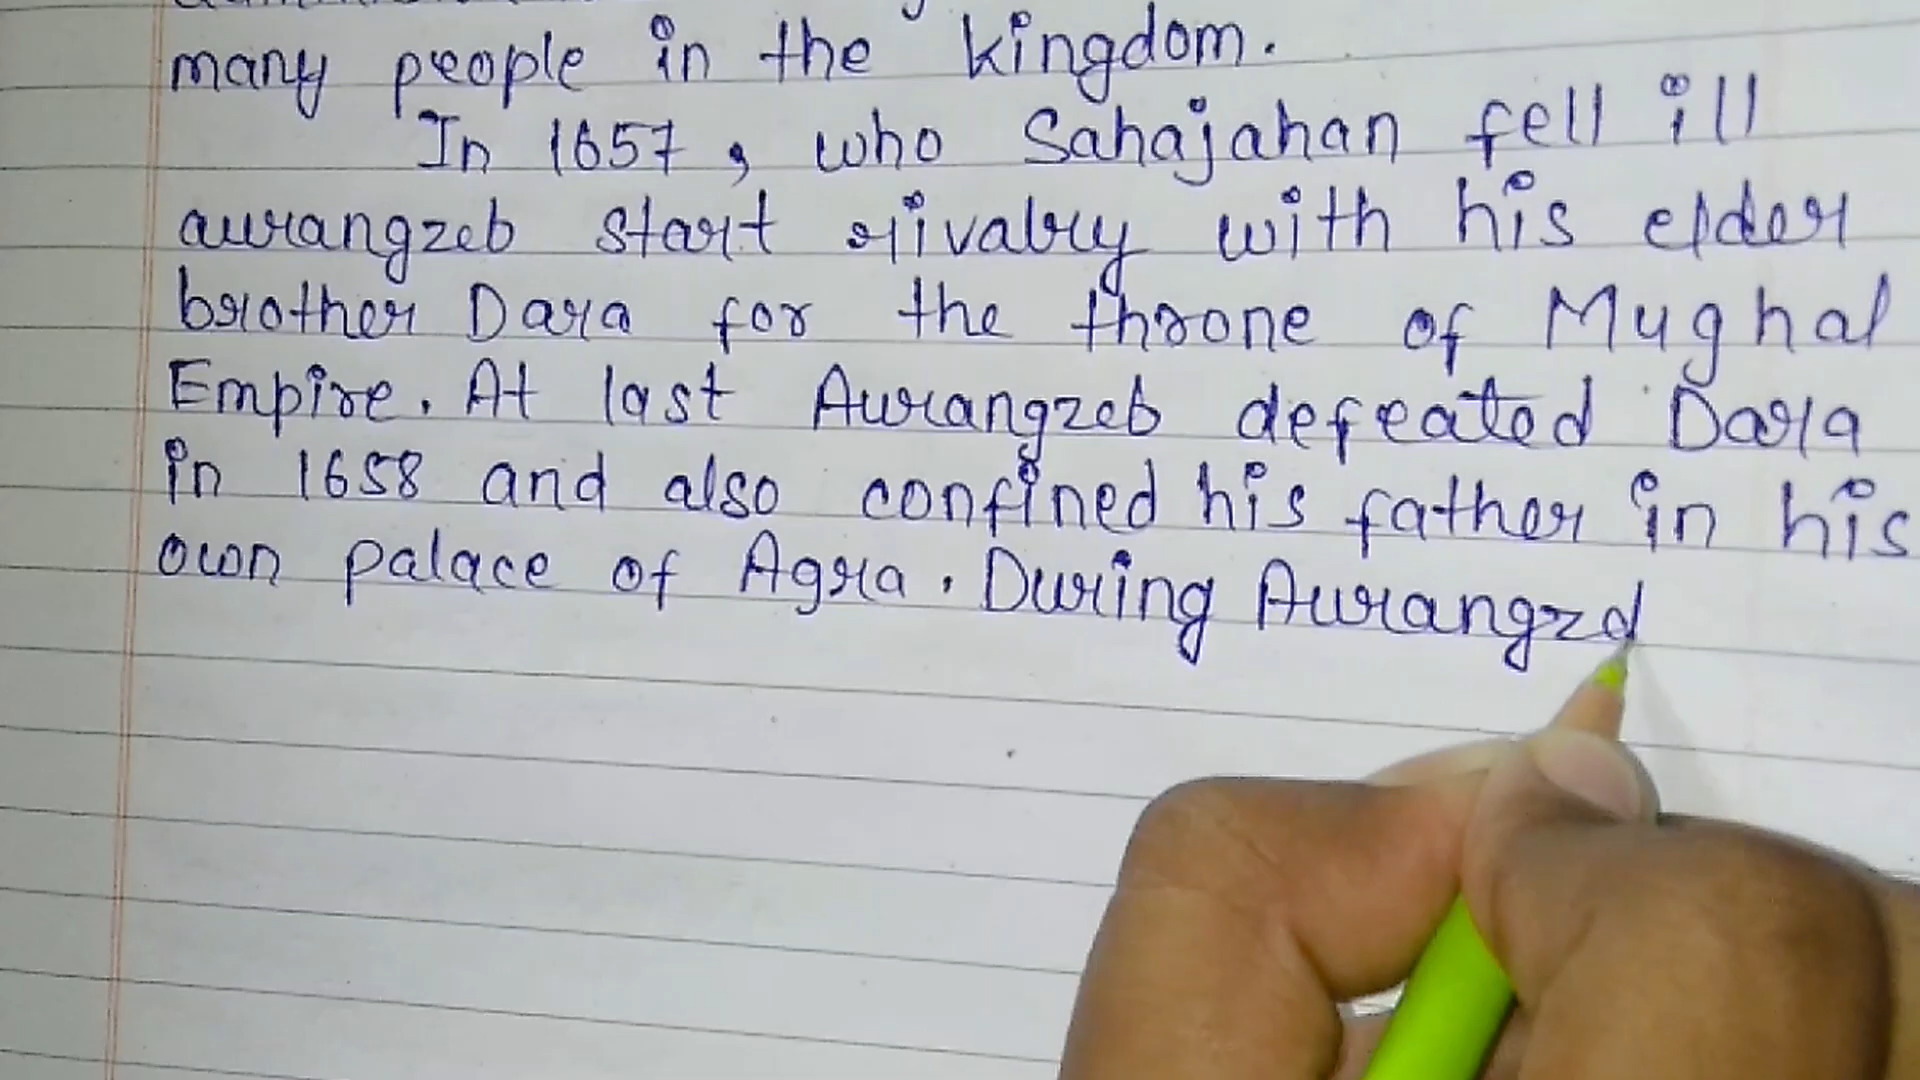 many people in the kingdom.
In 1657, who Sahajahan fell ill
aurangzeb start rivalry with his elder
brother Dara for the throne of Mughal
Empire. At last Aurangzeb defeated Dara
in 1658 and also confined his father in his
own palace of Agra. During Aurangzd